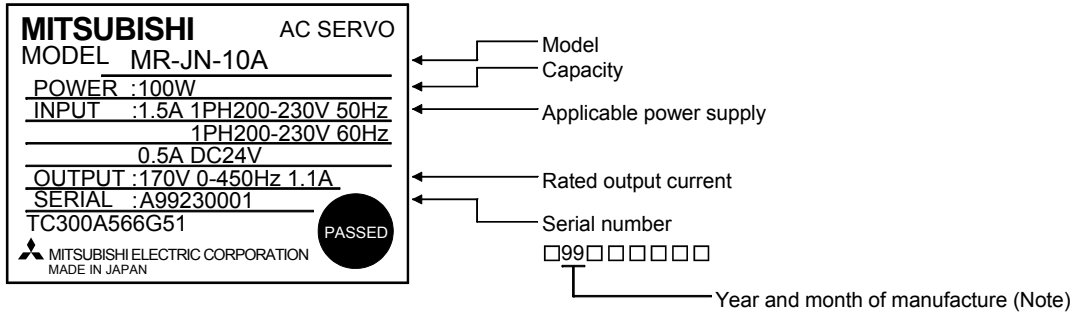 MITSUBISHI AC SERVO
MODEL MR-JN-10A
POWER :100W
INPUT :1.5A 1PH200-230V 50Hz
1PH200-230V 60Hz
0.5A DC24V
OUTPUT :170V 0-450Hz 1.1A
SERIAL :A99230001
TC300A566G51
PASSED
MITSUBISHI ELECTRIC CORPORATION
MADE IN JAPAN
Model
Capacity
Applicable power supply
Rated output current
Serial number
□99□□□□□□
Year and month of manufacture (Note)